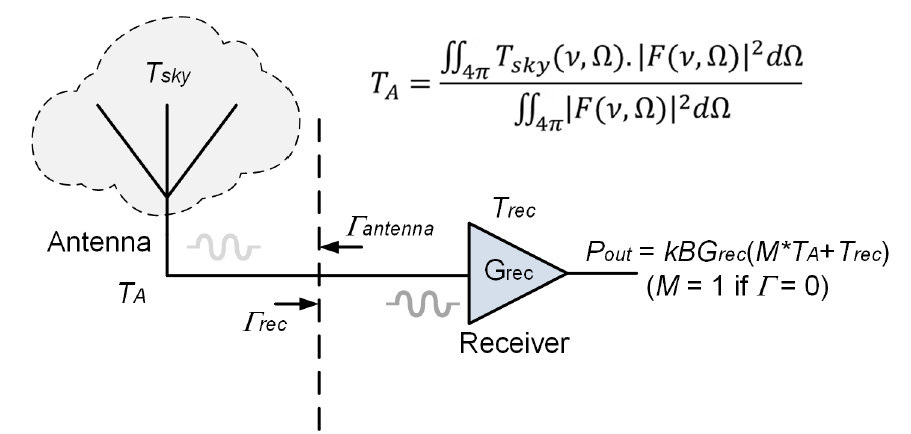 T_sky
T_A = ∬_4π T_sky(ν, Ω). |F(ν, Ω)|² dΩ / ∬_4π |F(ν, Ω)|² dΩ
Antenna
T_A
Γ_antenna
Γ_rec
T_rec
G_rec
Receiver
P_out = kBG_rec(M*T_A+T_rec)
(M = 1 if Γ = 0)